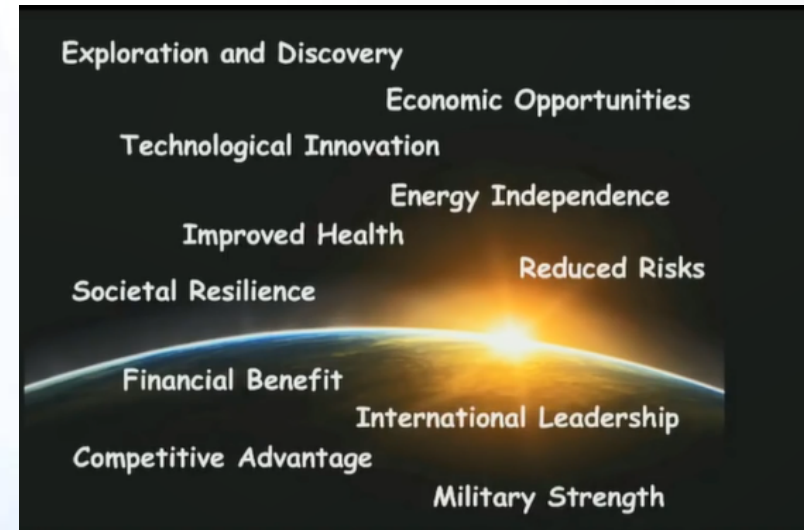 Exploration and Discovery
Economic Opportunities
Technological Innovation
Energy Independence
Improved Health
Reduced Risks
Societal Resilience
Financial Benefit
International Leadership
Competitive Advantage
Military Strength